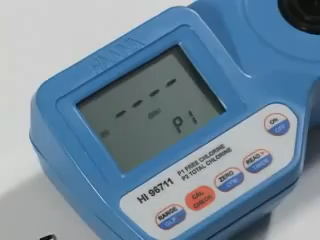 HANNA
- - - -
P1
P1 FREE CHLORINE
P2 TOTAL CHLORINE
HI 96711
ON
OFF
READ
ZERO
CAL
CHECK
RANGE